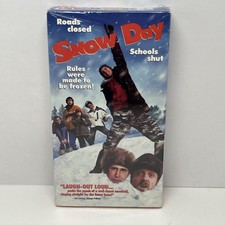 Roads
closed
Snow Day
Schools
shut
Rules
were
made to
be frozen!
"LAUGH-OUT LOUD...